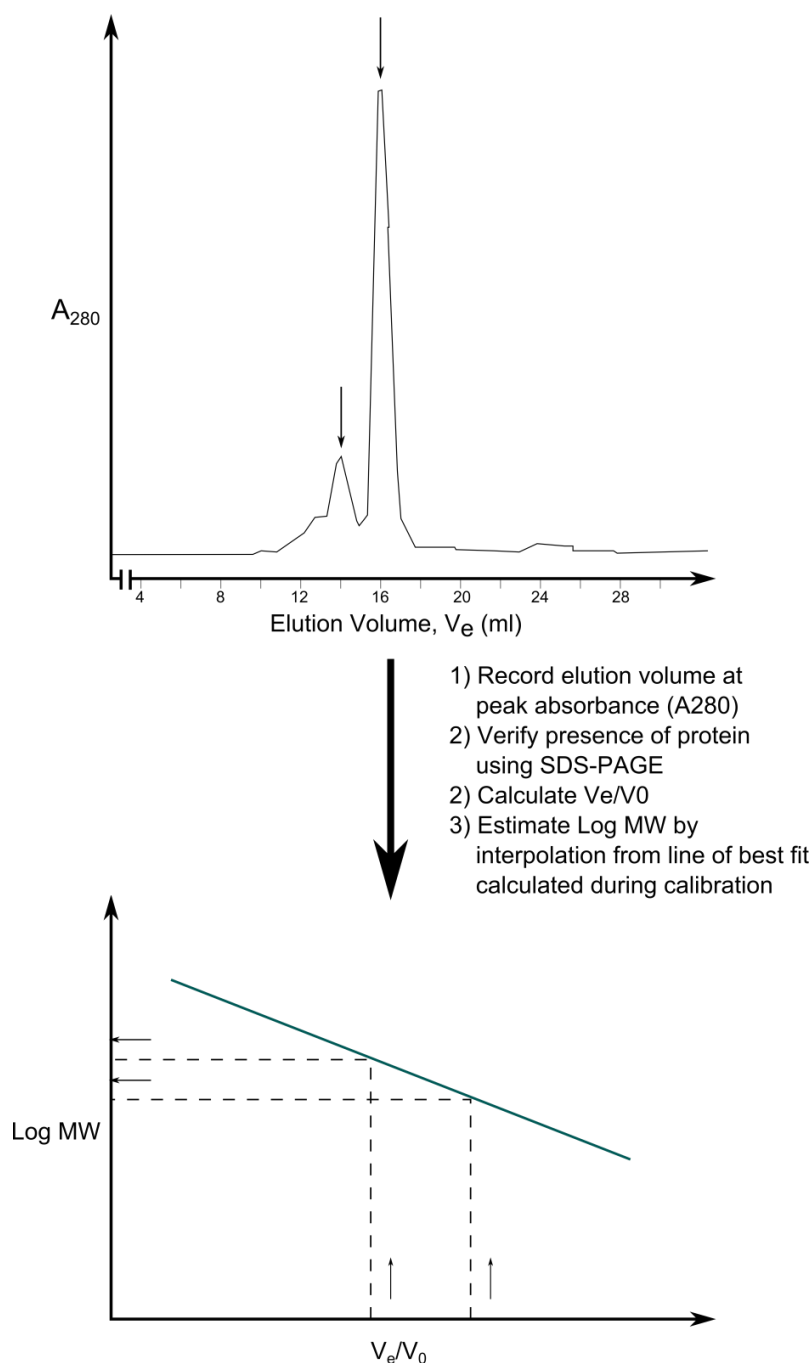 A280
4 8 12 16 20 24 28
Elution Volume, Ve (ml)
1) Record elution volume at
peak absorbance (A280)
2) Verify presence of protein
using SDS-PAGE
2) Calculate Ve/V0
3) Estimate Log MW by
interpolation from line of best fit
calculated during calibration
Log MW
Ve/V0